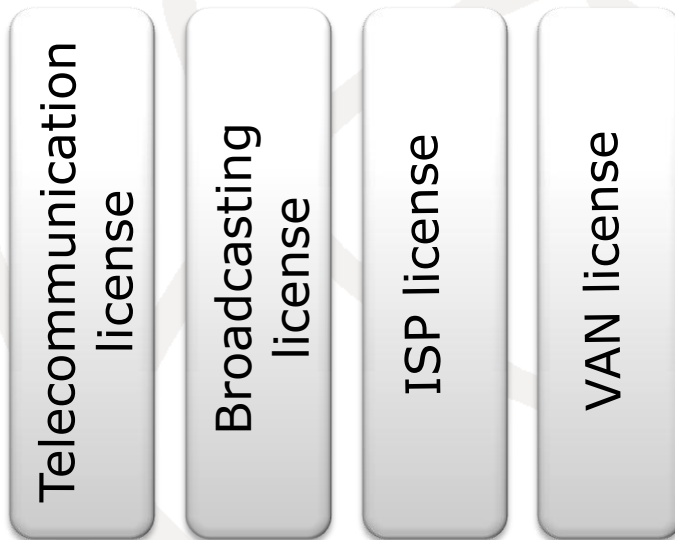 Telecommunication
license
Broadcasting
license
ISP license
VAN license